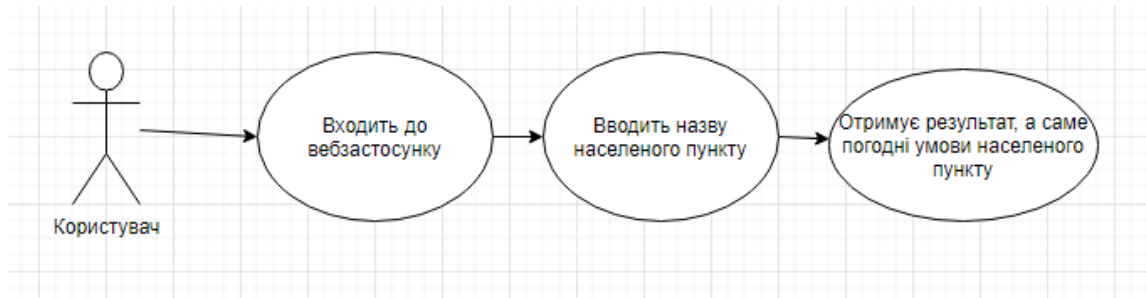 Входить до
вебзастосунку
Вводить назву
населеного пункту
Отримує результат, а саме
погодні умови населеного
пункту
Користувач